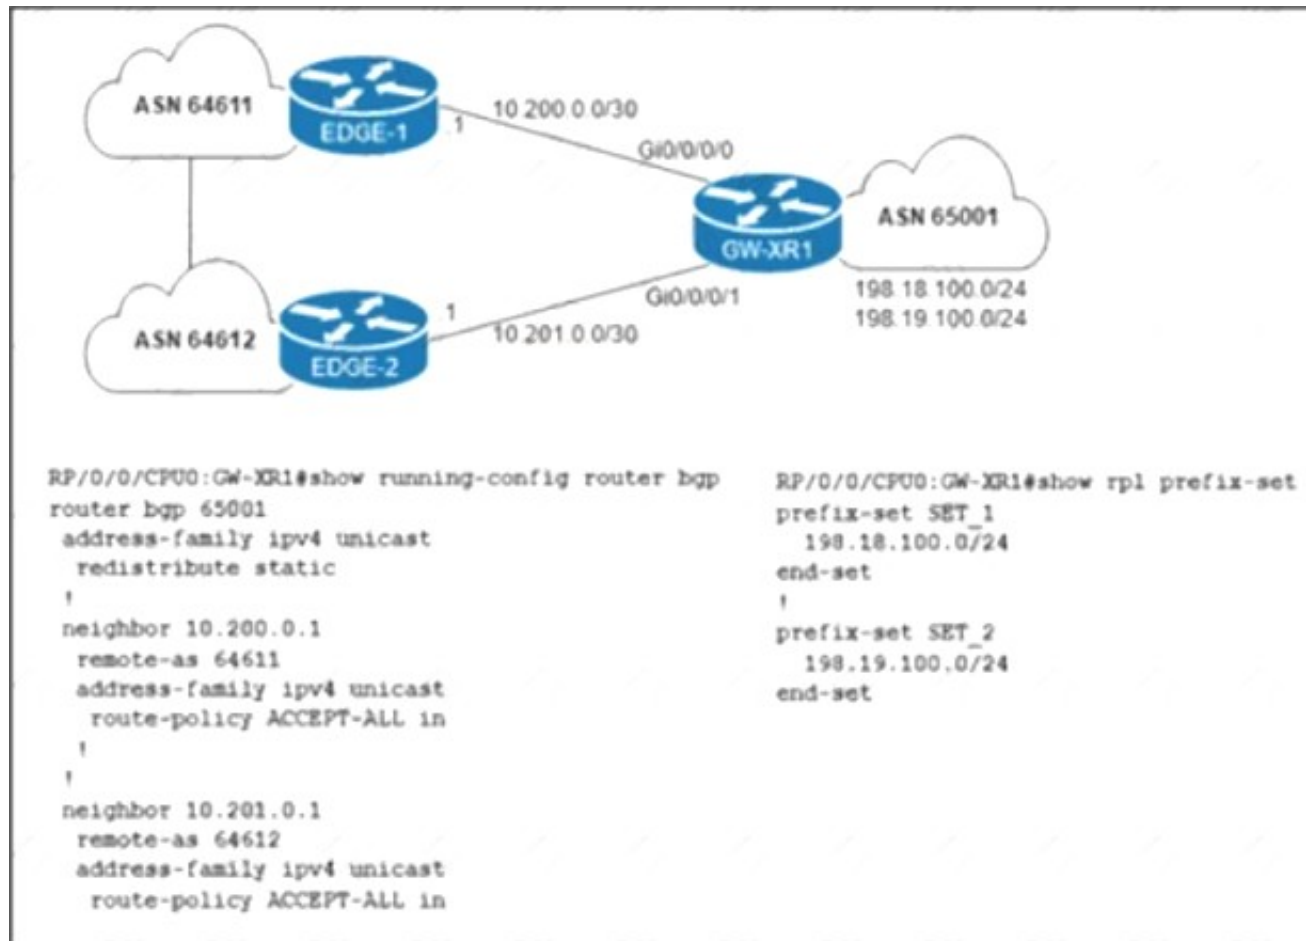 ASN 64611
EDGE-1
.1
10.200.0.0/30
Gi0/0/0/0
ASN 65001
GW-XR1
198.18.100.0/24
198.19.100.0/24
Gi0/0/0/1
ASN 64612
EDGE-2
1
10.201.0.0/30
RP/0/0/CPU0:GW-XR1#show running-config router bgp
router bgp 65001
address-family ipv4 unicast
redistribute static
!
neighbor 10.200.0.1
remote-as 64611
address-family ipv4 unicast
route-policy ACCEPT-ALL in
!
!
neighbor 10.201.0.1
remote-as 64612
address-family ipv4 unicast
route-policy ACCEPT-ALL in
RP/0/0/CPU0:GW-XR1#show rpl prefix-set
prefix-set SET_1
198.18.100.0/24
end-set
!
prefix-set SET_2
198.19.100.0/24
end-set